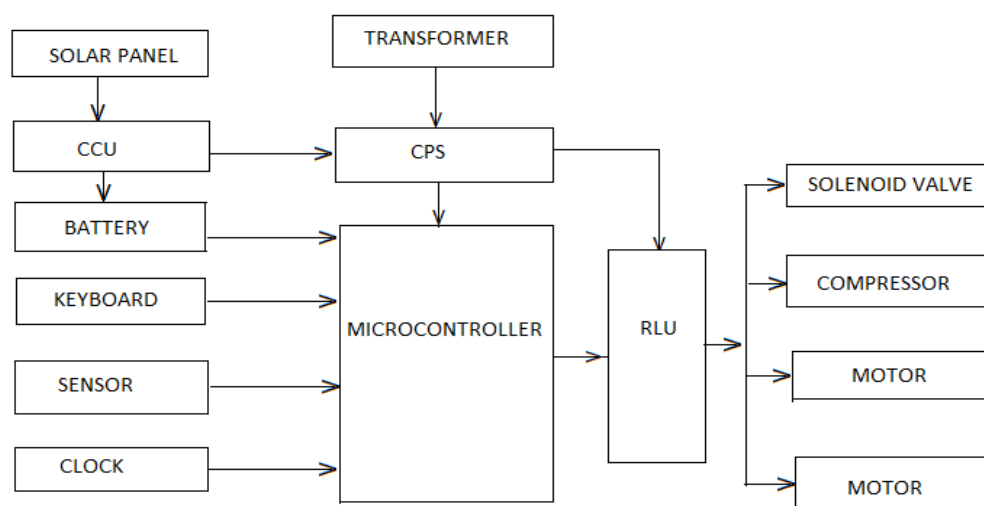 TRANSFORMER
SOLAR PANEL
CCU
CPS
SOLENOID VALVE
BATTERY
COMPRESSOR
KEYBOARD
MICROCONTROLLER
RLU
SENSOR
MOTOR
CLOCK
MOTOR